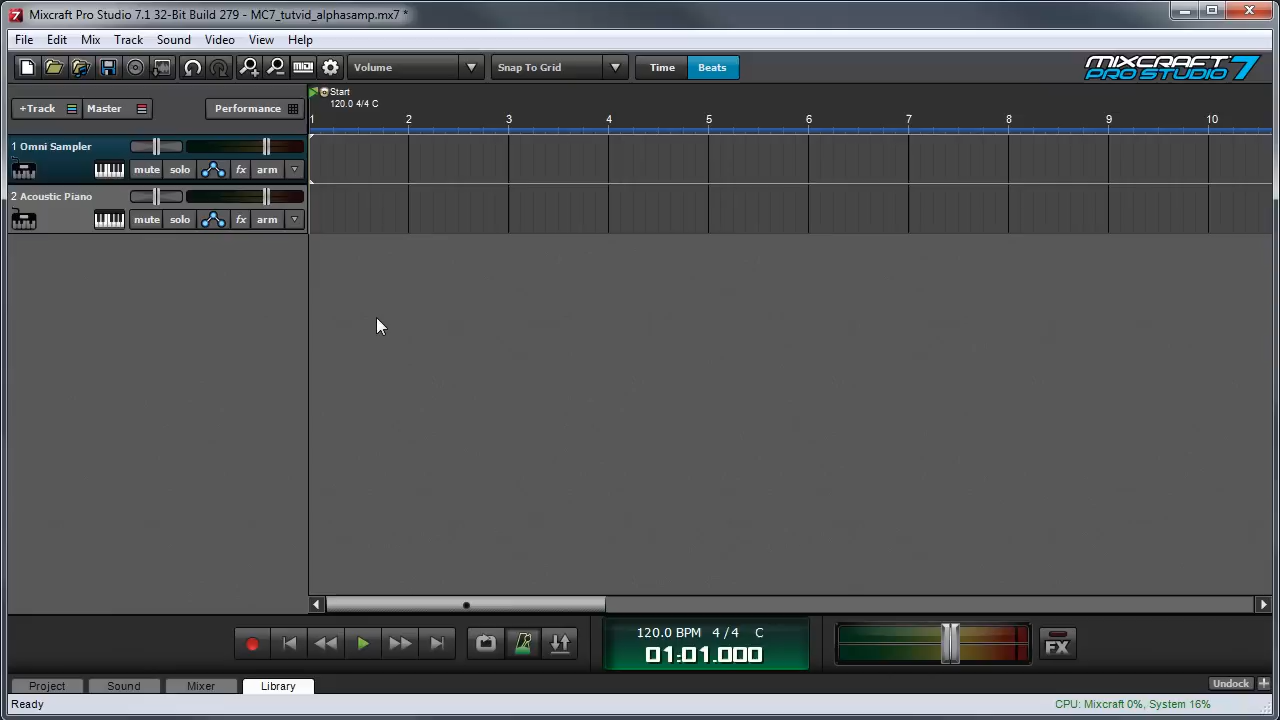 Mixcraft Pro Studio 7.1 32-Bit Build 279 - MC7_tutvid_alphasamp.mx7 *
File Edit Mix Track Sound Video View Help
Volume Snap To Grid Time Beats MIXCRAFT PRO STUDIO 7
+Track Master Performance
Start
120.0 4/4 C
1 2 3 4 5 6 7 8 9 10
1 Omni Sampler
mute solo fx arm
2 Acoustic Piano
mute solo fx arm
120.0 BPM 4 / 4 C
01:01.000
FX
Project Sound Mixer Library Undock +
Ready CPU: Mixcraft 0%, System 16%